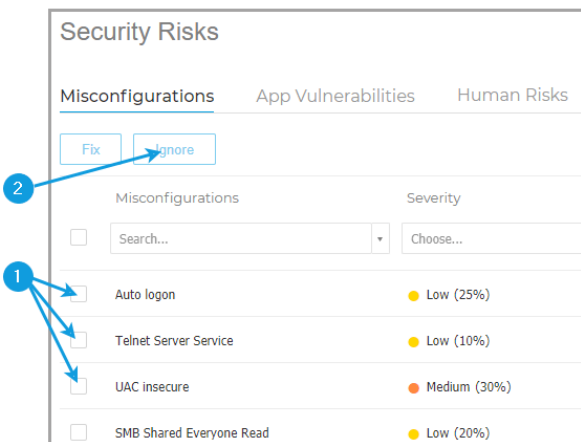 Security Risks
Misconfigurations App Vulnerabilities Human Risks
Fix Ignore
2
Misconfigurations Severity
Search... Choose...
1
Auto logon Low (25%)
Telnet Server Service Low (10%)
UAC insecure Medium (30%)
SMB Shared Everyone Read Low (20%)